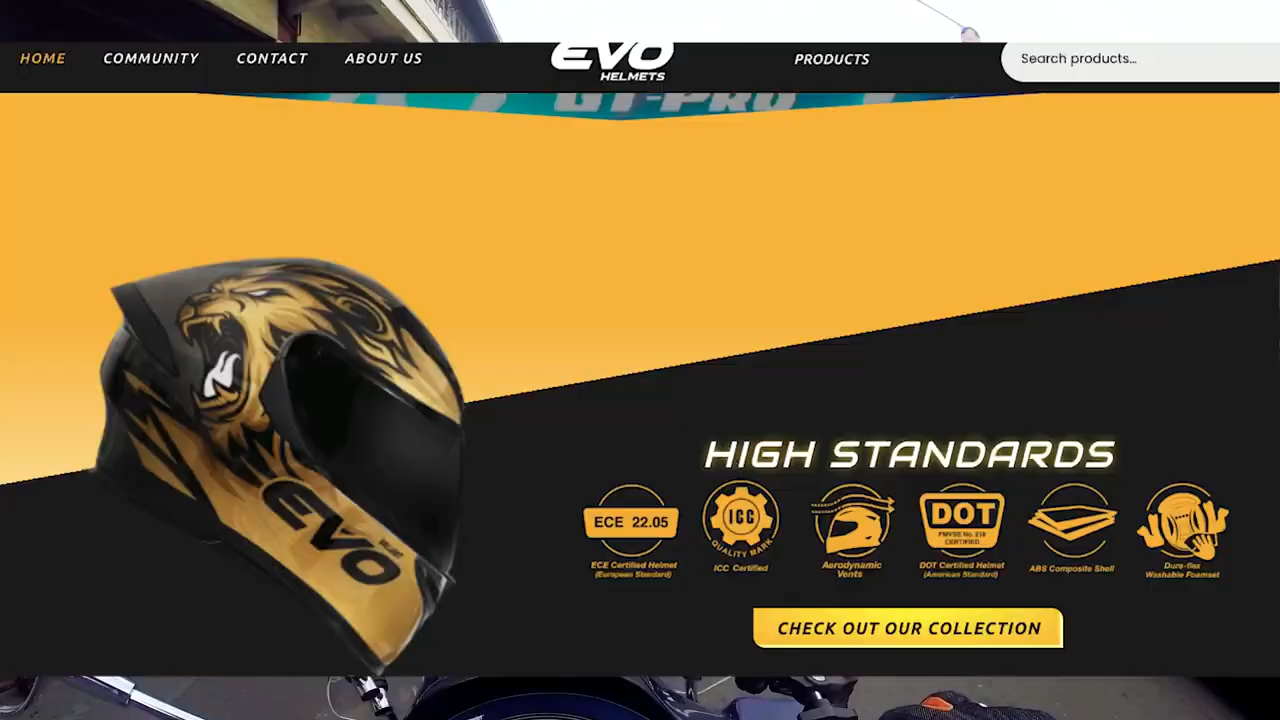 HOME
COMMUNITY
CONTACT
ABOUT US
EVO
HELMETS
PRODUCTS
Search products...
GT-PRO
EVO
HIGH STANDARDS
ECE 22.05
ECE Certified Helmet
(European Standard)
ICC
QUALITY MARK
ICC Certified
Aerodynamic
Vents
DOT
FMVSS No. 218
CERTIFIED
DOT Certified Helmet
(American Standard)
ABS Composite Shell
Dura-flex
Washable Foamset
CHECK OUT OUR COLLECTION